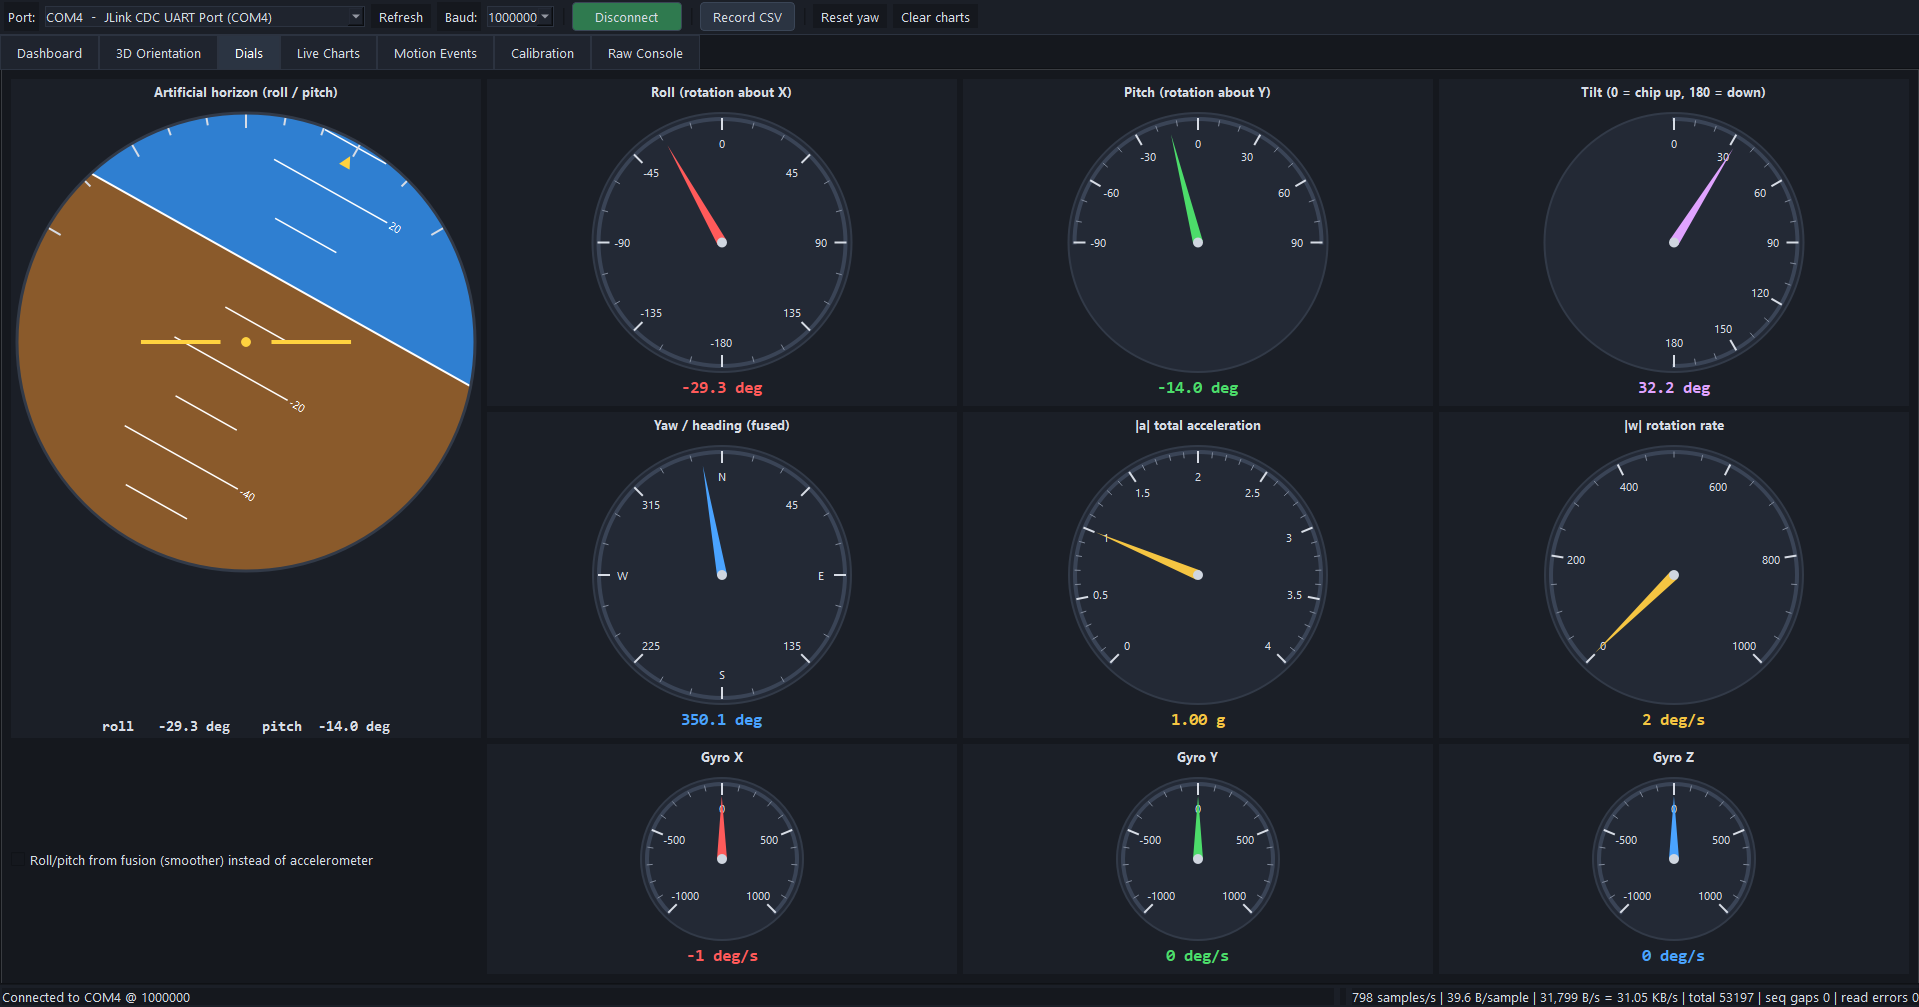 Port: COM4 - JLink CDC UART Port (COM4) Refresh Baud: 1000000 Disconnect Record CSV Reset yaw Clear charts
Dashboard 3D Orientation Dials Live Charts Motion Events Calibration Raw Console
Artificial horizon (roll / pitch)
20
-20
-40
roll -29.3 deg pitch -14.0 deg
Roll/pitch from fusion (smoother) instead of accelerometer
Roll (rotation about X)
0
-45 45
-90 90
-135 135
-180
-29.3 deg
Pitch (rotation about Y)
0
-30 30
-60 60
-90 90
-14.0 deg
Tilt (0 = chip up, 180 = down)
0
30
60
90
120
150
180
32.2 deg
Yaw / heading (fused)
N
315 45
W E
225 135
S
350.1 deg
|a| total acceleration
2
1.5 2.5
1 3
0.5 3.5
0 4
1.00 g
|w| rotation rate
400 600
200 800
0 1000
2 deg/s
Gyro X
0
-500 500
-1000 1000
-1 deg/s
Gyro Y
0
-500 500
-1000 1000
0 deg/s
Gyro Z
0
-500 500
-1000 1000
0 deg/s
Connected to COM4 @ 1000000
798 samples/s | 39.6 B/sample | 31,799 B/s = 31.05 KB/s | total 53197 | seq gaps 0 | read errors 0